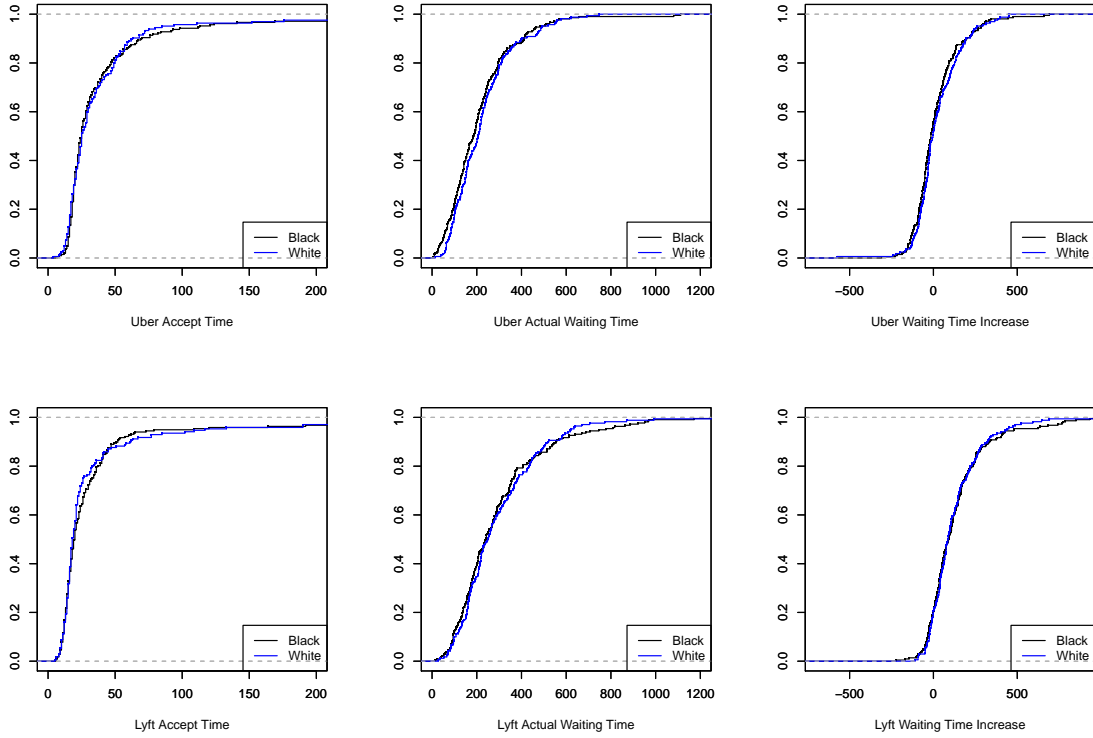 1.0
0.8
0.6
0.4
0.2
0.0
Black
White
0 50 100 150 200
Uber Accept Time
1.0
0.8
0.6
0.4
0.2
0.0
Black
White
0 200 400 600 800 1000 1200
Uber Actual Waiting Time
1.0
0.8
0.6
0.4
0.2
0.0
Black
White
−500 0 500
Uber Waiting Time Increase
1.0
0.8
0.6
0.4
0.2
0.0
Black
White
0 50 100 150 200
Lyft Accept Time
1.0
0.8
0.6
0.4
0.2
0.0
Black
White
0 200 400 600 800 1000 1200
Lyft Actual Waiting Time
1.0
0.8
0.6
0.4
0.2
0.0
Black
White
−500 0 500
Lyft Waiting Time Increase